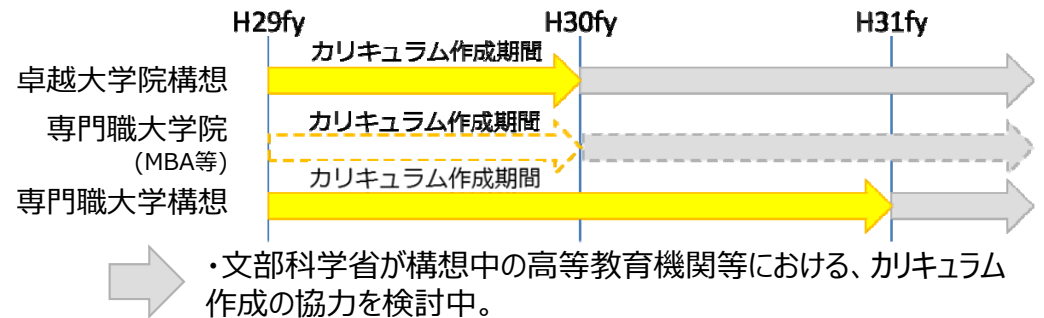 H29fy H30fy H31fy
カリキュラム作成期間
卓越大学院構想
専門職大学院
カリキュラム作成期間
(MBA等)
カリキュラム作成期間
専門職大学構想
・文部科学省が構想中の高等教育機関等における、カリキュラム
作成の協力を検討中。